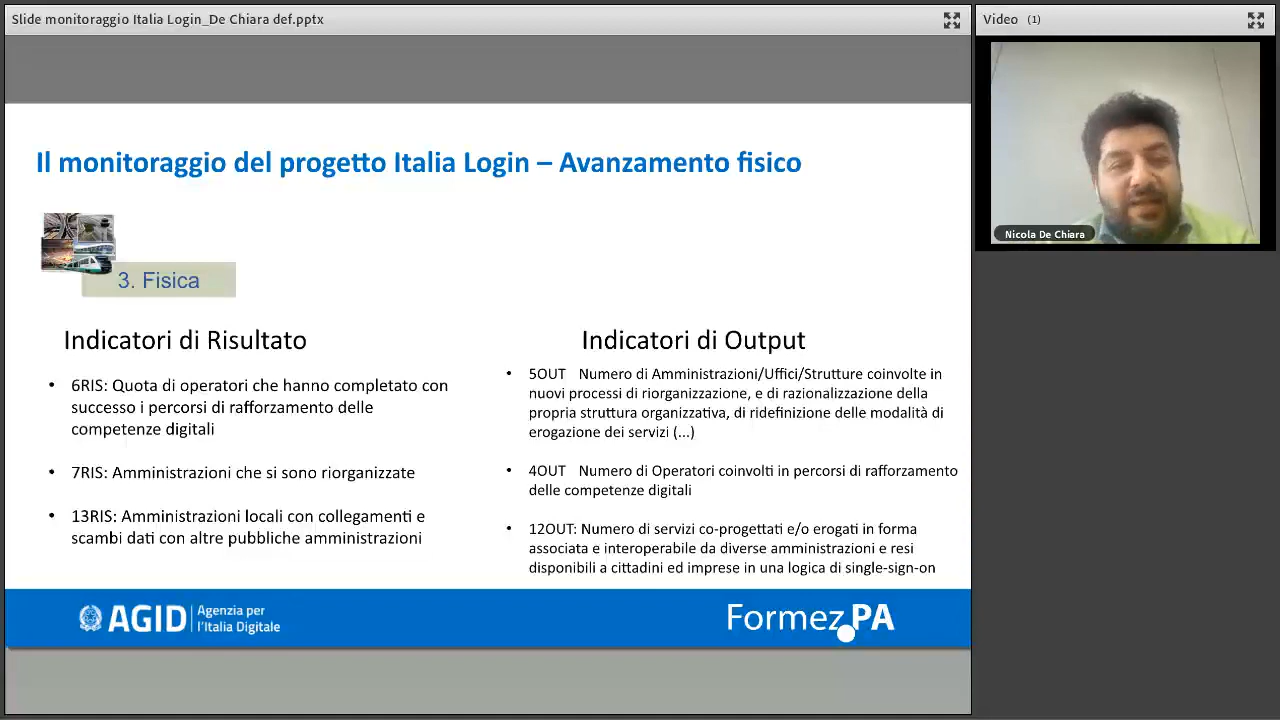 Slide monitoraggio Italia Login_De Chiara def.pptx
Video (1)
Nicola De Chiara
Il monitoraggio del progetto Italia Login – Avanzamento fisico
3. Fisica
Indicatori di Risultato
• 6RIS: Quota di operatori che hanno completato con
successo i percorsi di rafforzamento delle
competenze digitali
• 7RIS: Amministrazioni che si sono riorganizzate
• 13RIS: Amministrazioni locali con collegamenti e
scambi dati con altre pubbliche amministrazioni
Indicatori di Output
• 5OUT Numero di Amministrazioni/Uffici/Strutture coinvolte in
nuovi processi di riorganizzazione, e di razionalizzazione della
propria struttura organizzativa, di ridefinizione delle modalità di
erogazione dei servizi (...)
• 4OUT Numero di Operatori coinvolti in percorsi di rafforzamento
delle competenze digitali
• 12OUT: Numero di servizi co-progettati e/o erogati in forma
associata e interoperabile da diverse amministrazioni e resi
disponibili a cittadini ed imprese in una logica di single-sign-on
AGID Agenzia per
l'Italia Digitale
Formez PA